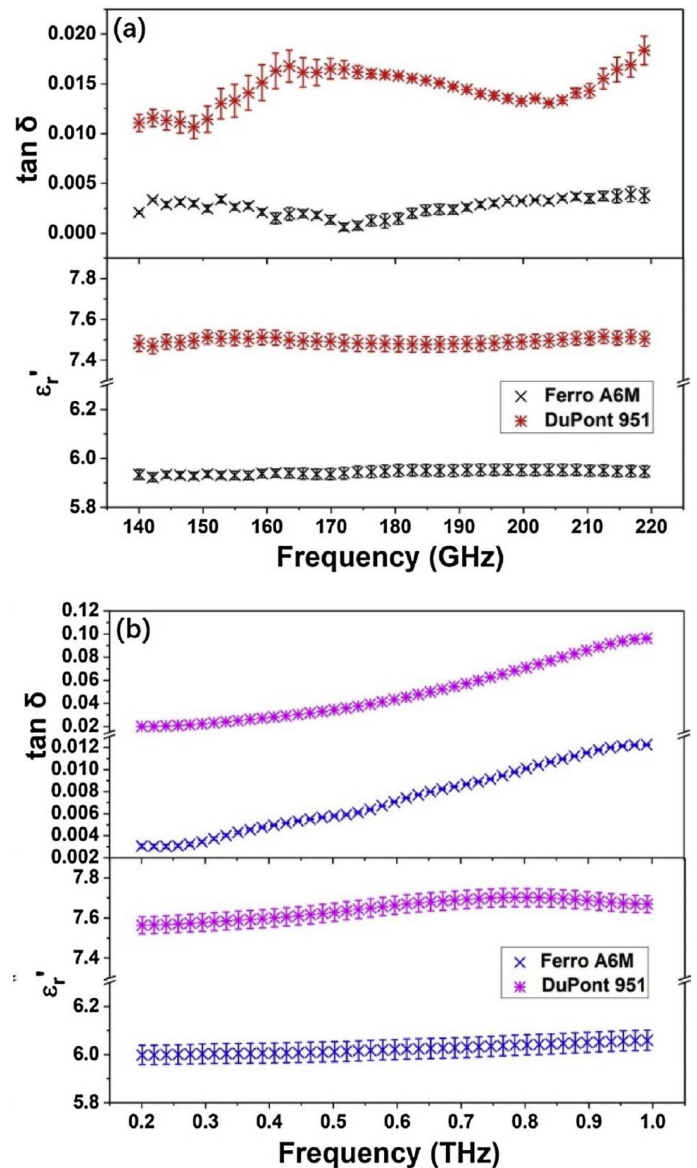 (a)
0.020
0.015
0.010
0.005
0.000
tan δ
7.8
7.6
7.4
6.2
6.0
5.8
εr'
Ferro A6M
DuPont 951
140 150 160 170 180 190 200 210 220
Frequency (GHz)
(b)
0.12
0.10
0.08
0.06
0.04
0.02
0.012
0.010
0.008
0.006
0.004
0.002
tan δ
7.8
7.6
7.4
6.2
6.0
5.8
εr'
Ferro A6M
DuPont 951
0.2 0.3 0.4 0.5 0.6 0.7 0.8 0.9 1.0
Frequency (THz)